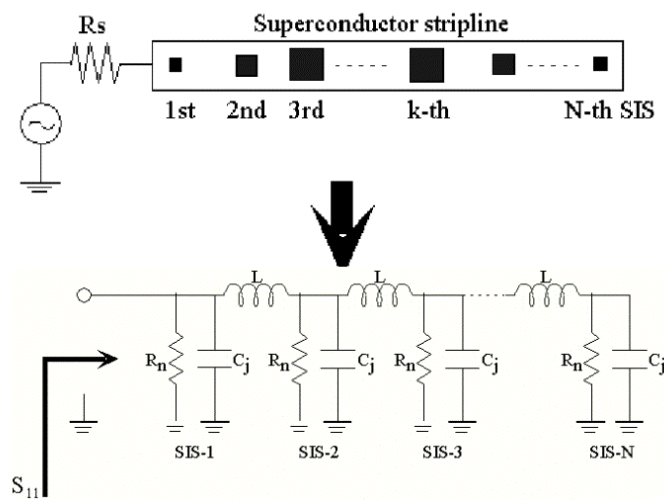 Superconductor stripline
Rs
1st 2nd 3rd k-th N-th SIS
L L L
Rn Cj Rn Cj Rn Cj Rn Cj
SIS-1 SIS-2 SIS-3 SIS-N
S11